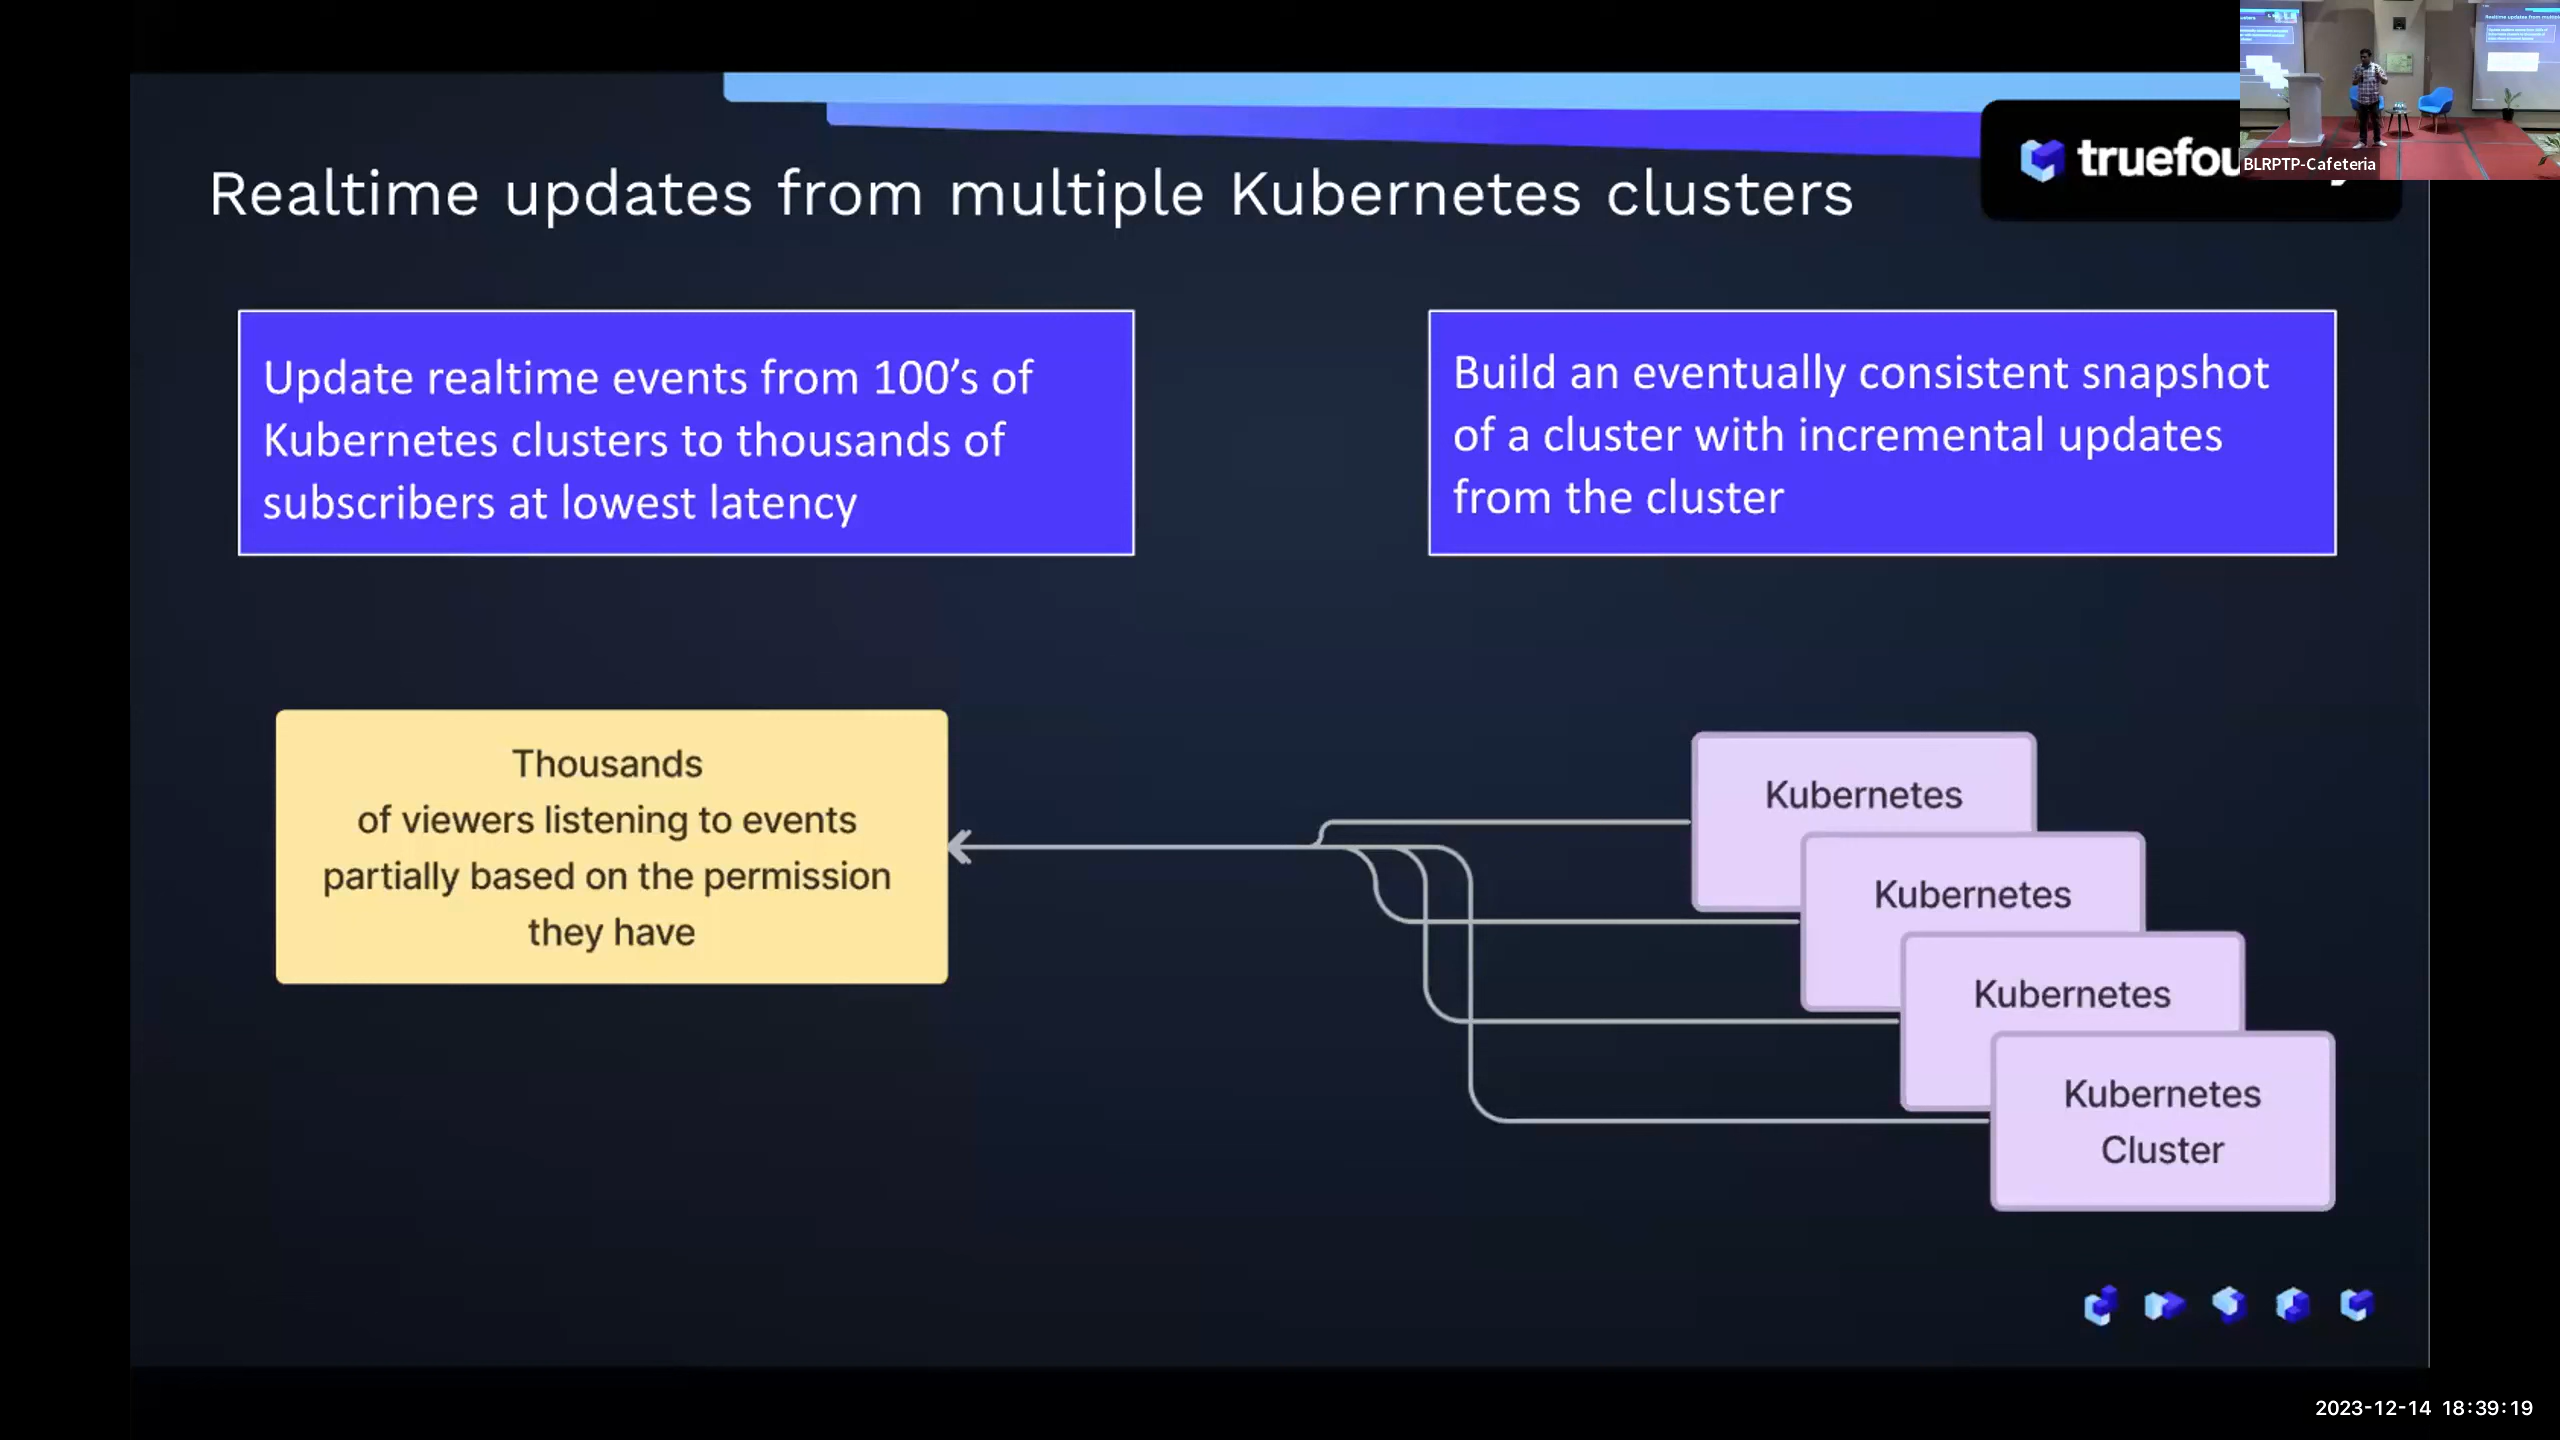 Realtime updates from multiple Kubernetes clusters
truefou
BLRPTP-Cafeteria
Update realtime events from 100’s of
Kubernetes clusters to thousands of
subscribers at lowest latency
Build an eventually consistent snapshot
of a cluster with incremental updates
from the cluster
Thousands
of viewers listening to events
partially based on the permission
they have
Kubernetes
Kubernetes
Kubernetes
Kubernetes
Cluster
2023-12-14 18:39:19